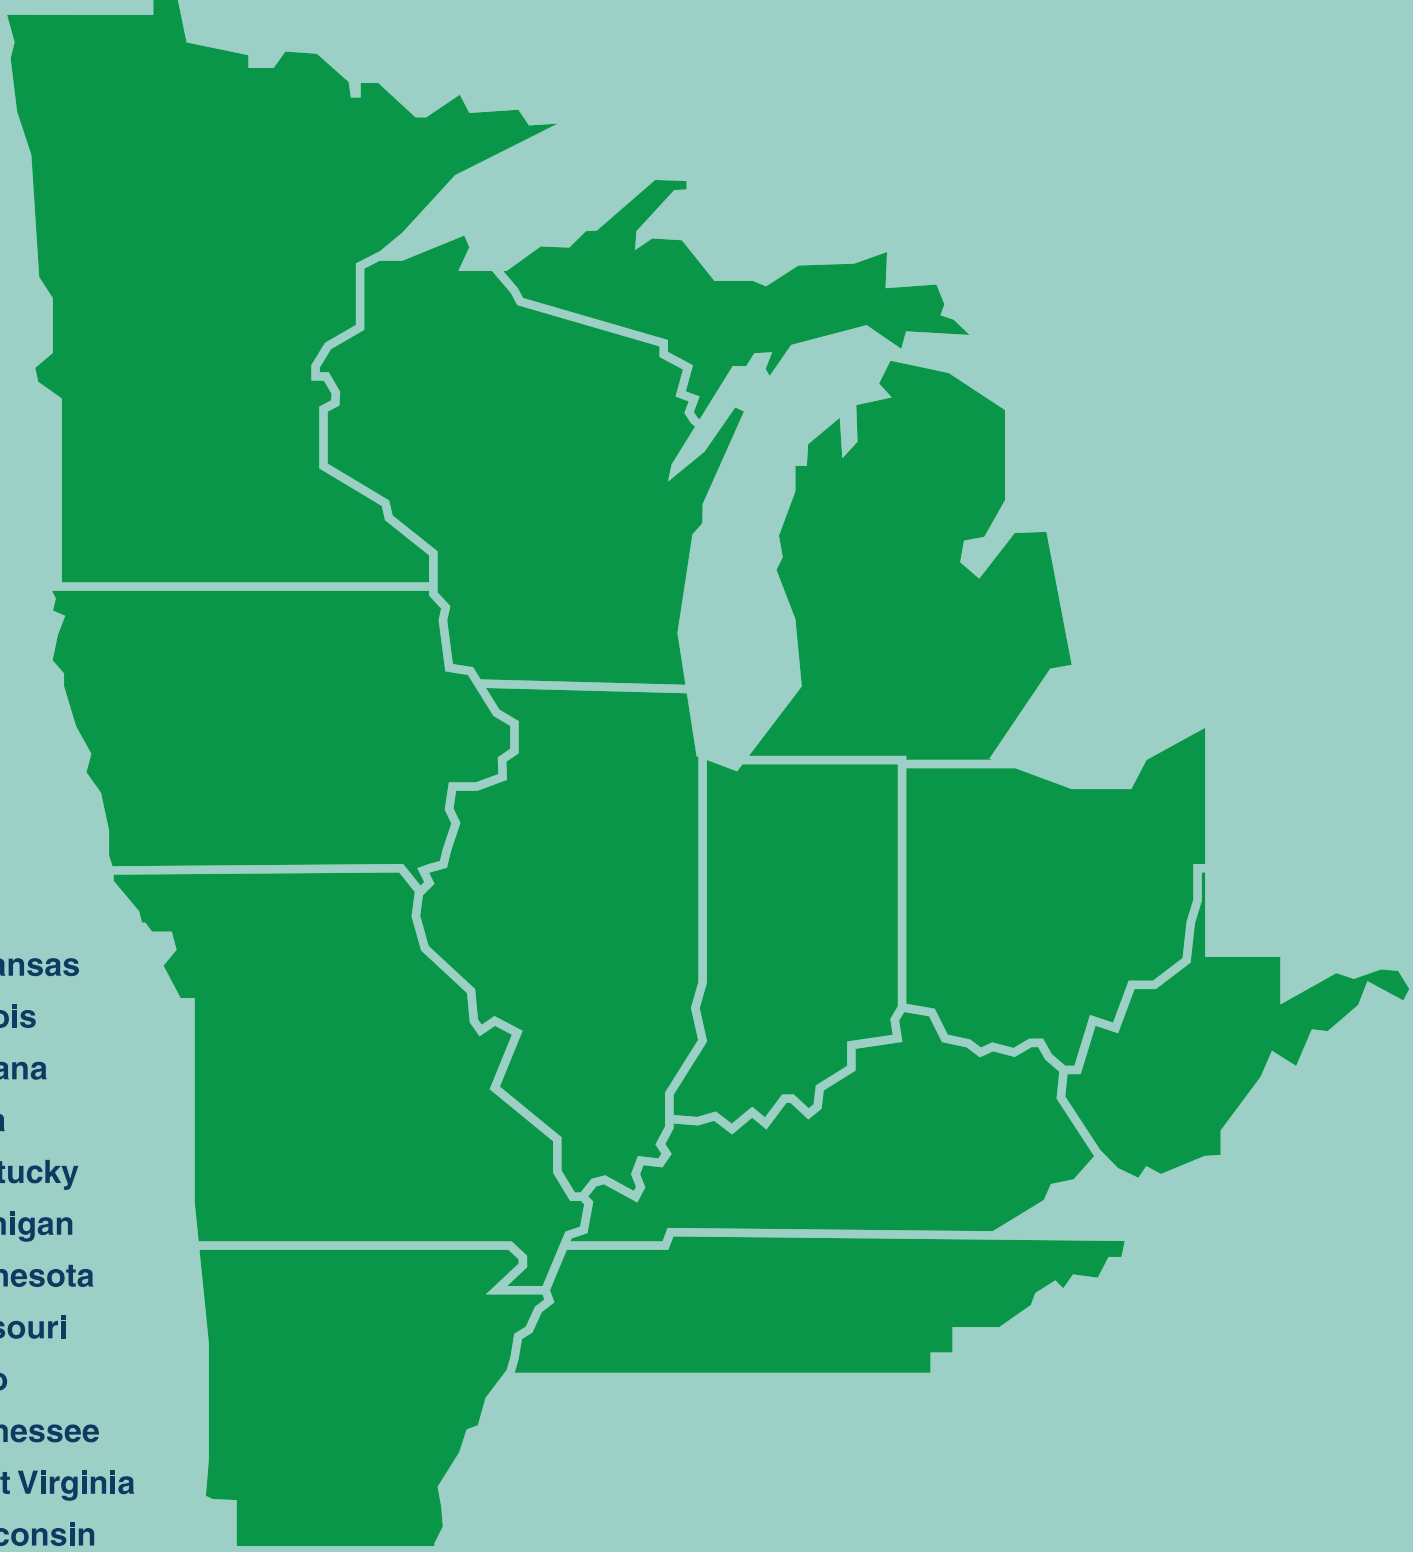 ansas
ois
ana
a
tucky
higan
nesota
souri
o
nessee
t Virginia
consin